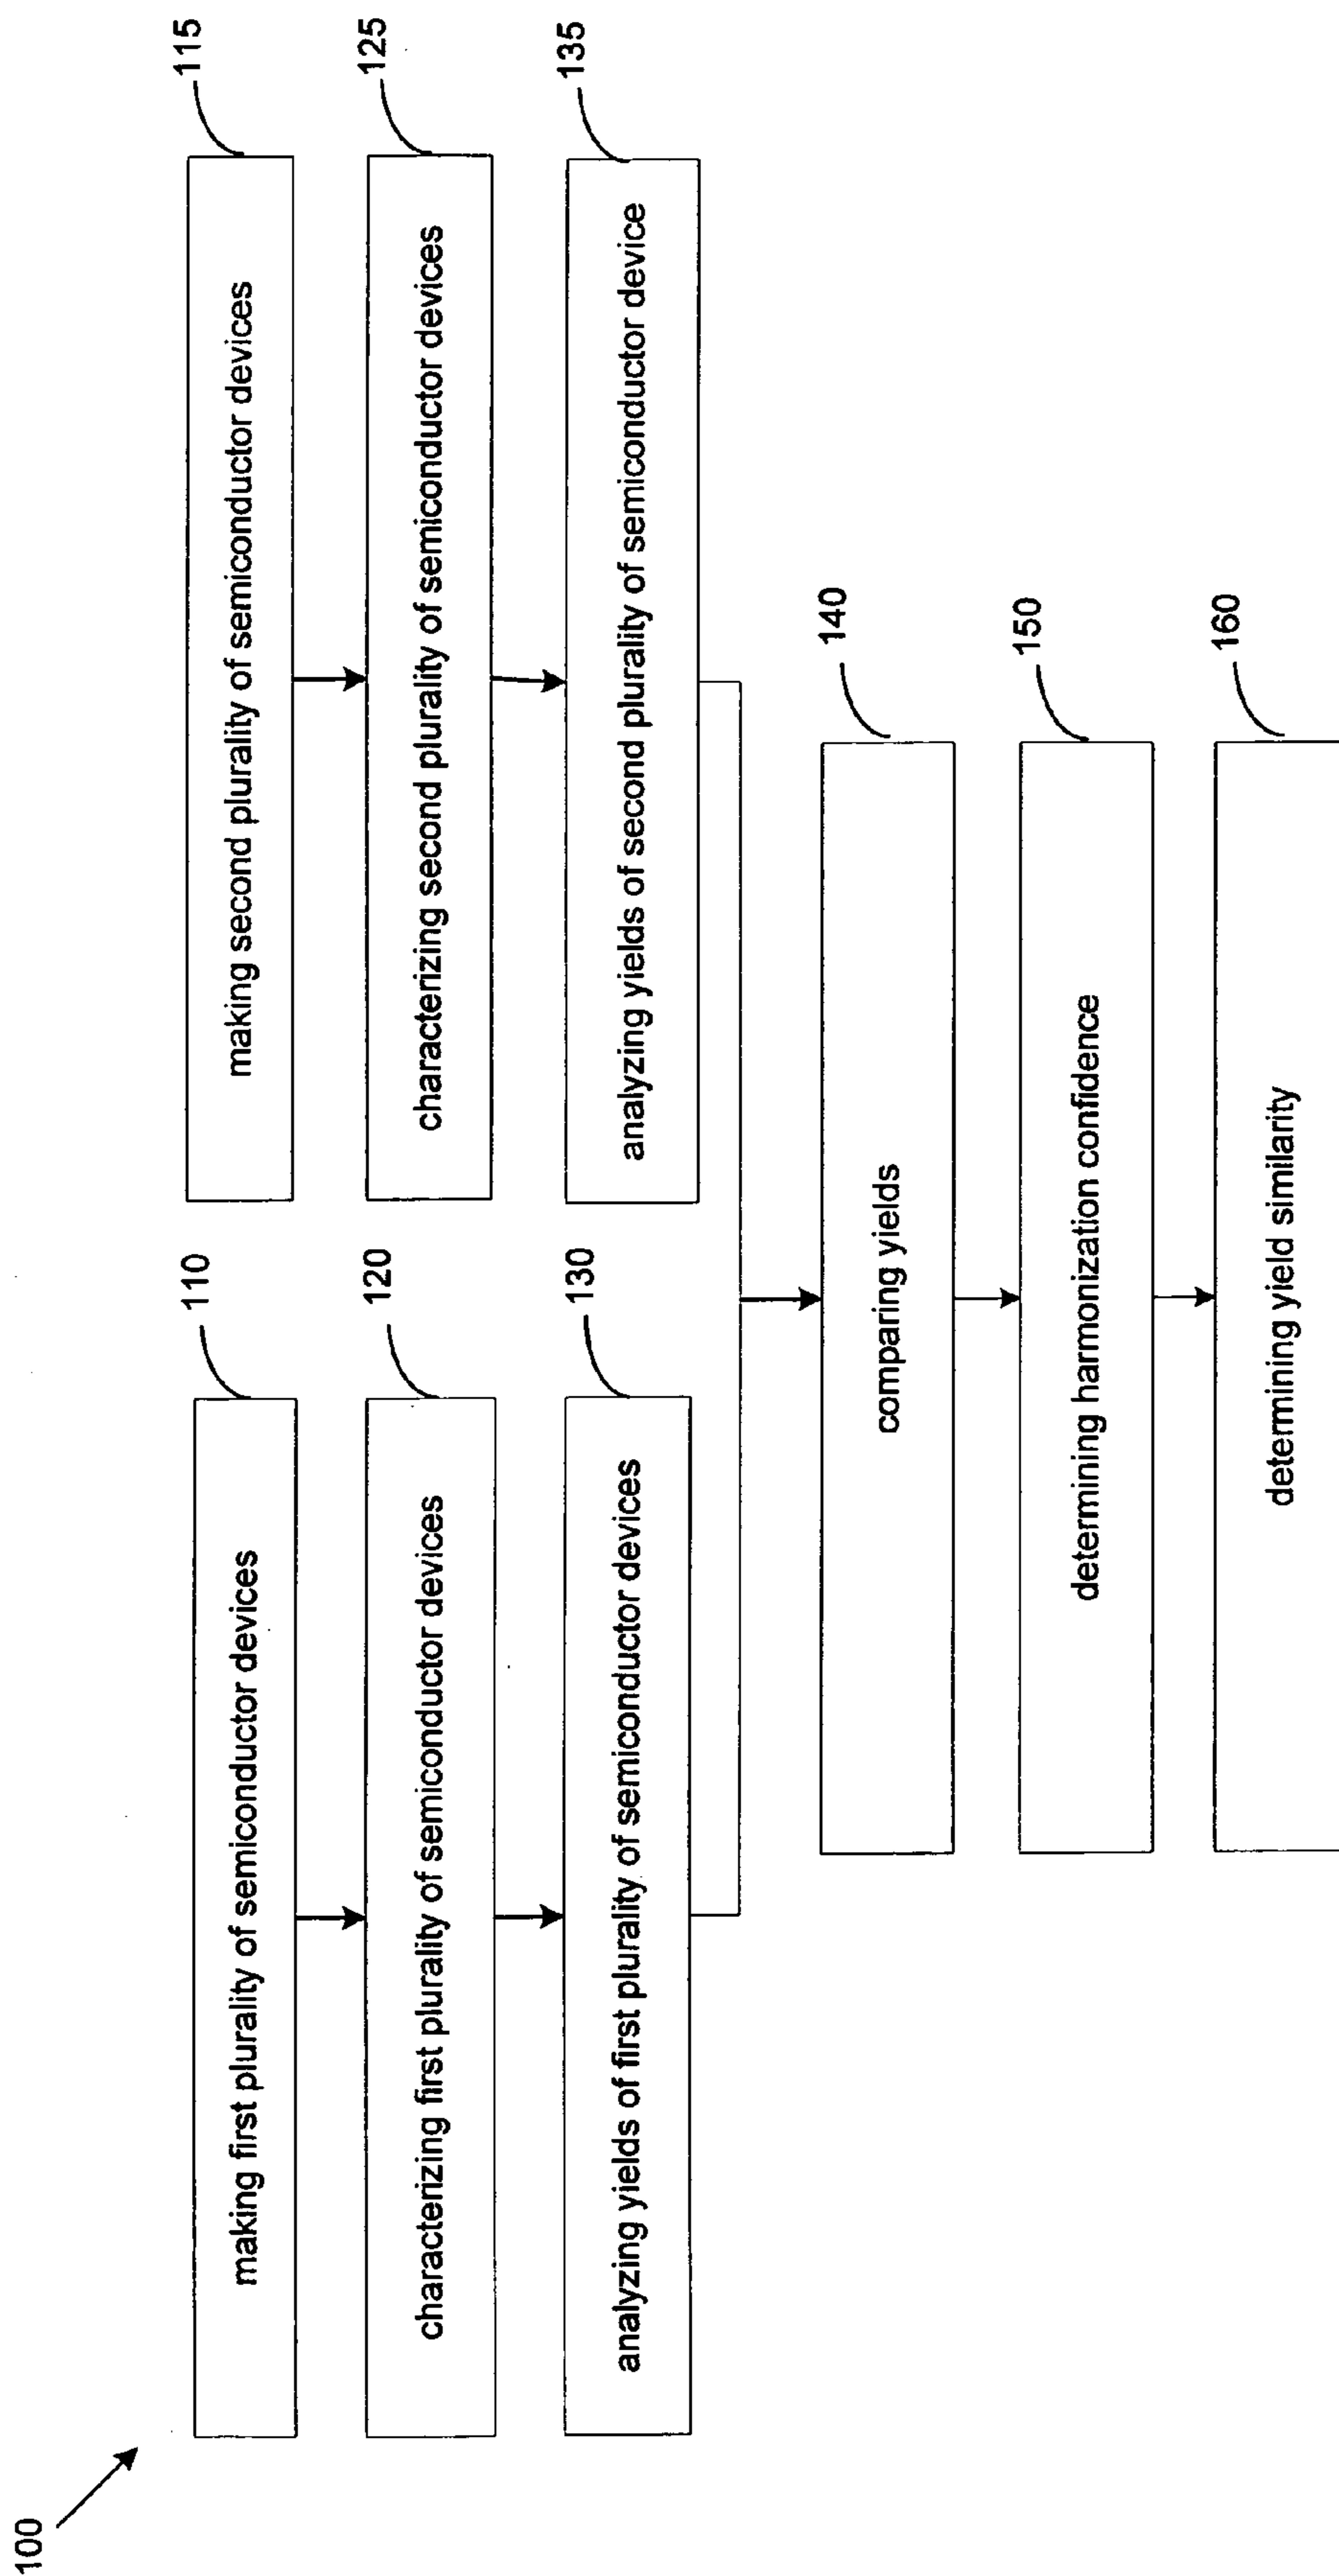 100
110
making first plurality of semiconductor devices
115
making second plurality of semiconductor devices
120
characterizing first plurality of semiconductor devices
125
characterizing second plurality of semiconductor devices
130
analyzing yields of first plurality of semiconductor devices
135
analyzing yields of second plurality of semiconductor device
140
comparing yields
150
determining harmonization confidence
160
determining yield similarity